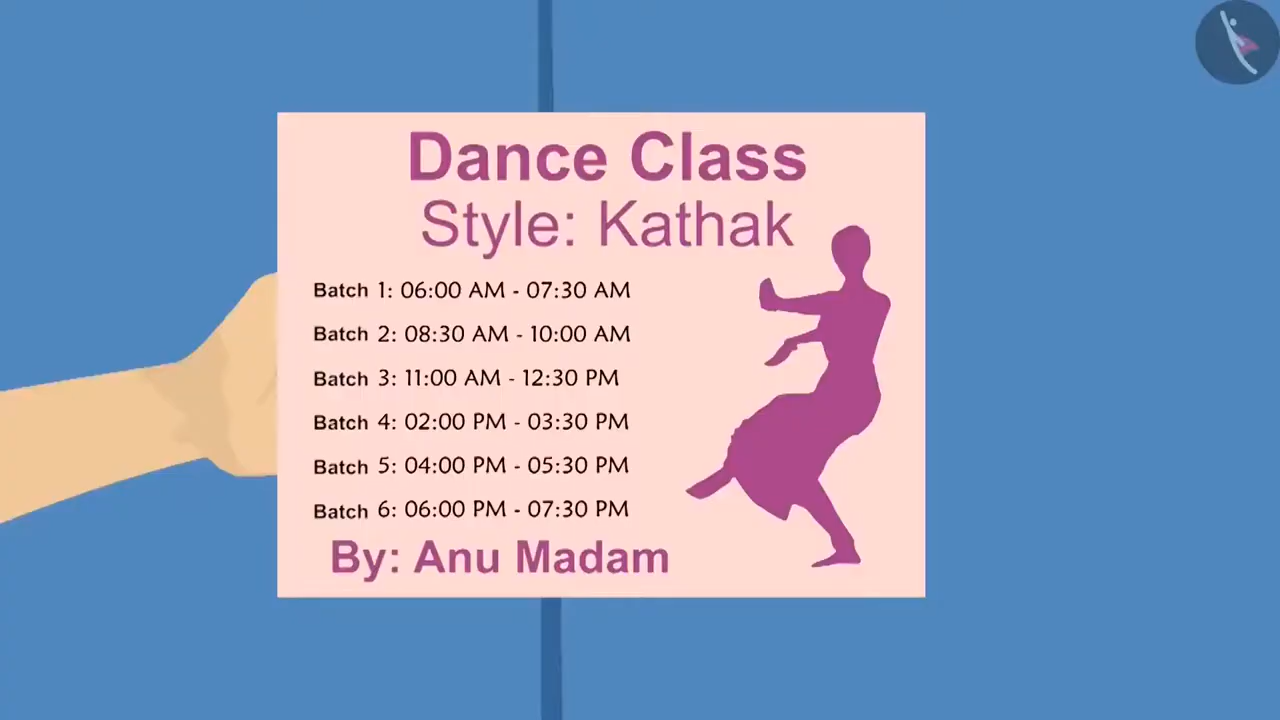 Dance Class
Style: Kathak
Batch 1: 06:00 AM - 07:30 AM
Batch 2: 08:30 AM - 10:00 AM
Batch 3: 11:00 AM - 12:30 PM
Batch 4: 02:00 PM - 03:30 PM
Batch 5: 04:00 PM - 05:30 PM
Batch 6: 06:00 PM - 07:30 PM
By: Anu Madam